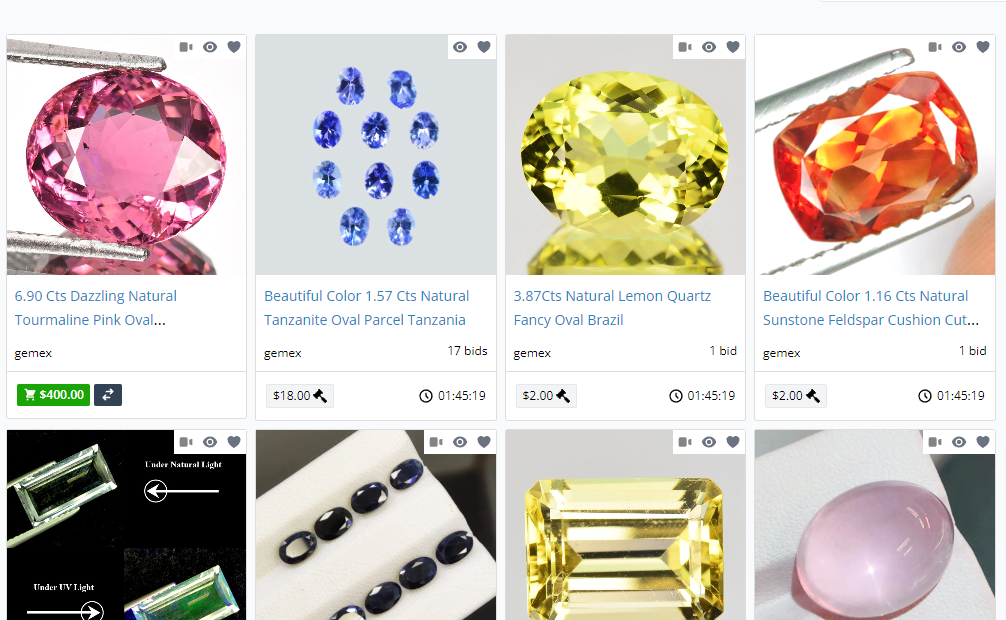 6.90 Cts Dazzling Natural
Tourmaline Pink Oval...
gemex
$400.00
Beautiful Color 1.57 Cts Natural
Tanzanite Oval Parcel Tanzania
gemex
17 bids
$18.00
01:45:19
3.87Cts Natural Lemon Quartz
Fancy Oval Brazil
gemex
1 bid
$2.00
01:45:19
Beautiful Color 1.16 Cts Natural
Sunstone Feldspar Cushion Cut...
gemex
1 bid
$2.00
01:45:19
Under Natural Light
Under UV Light